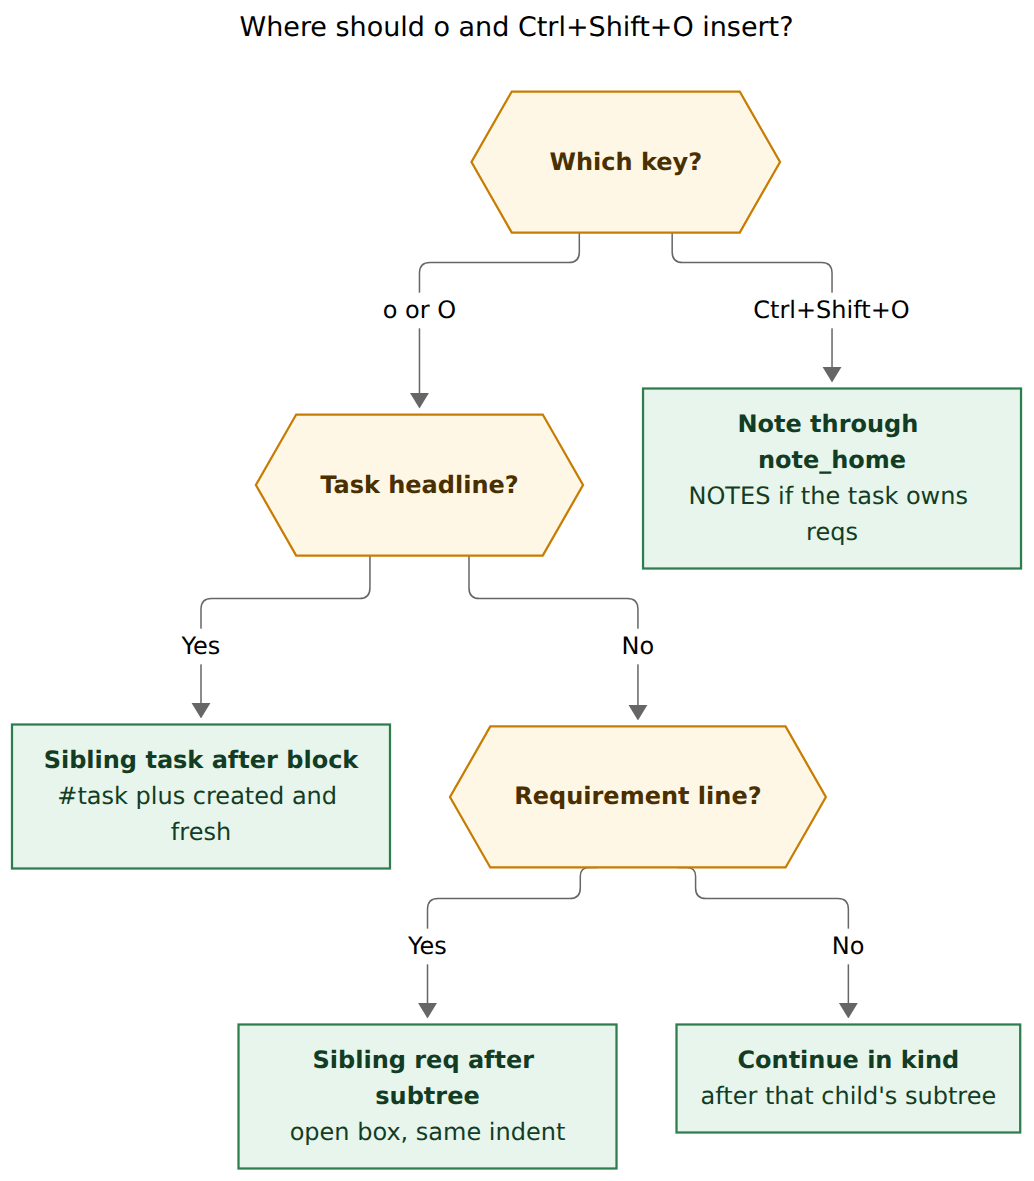 Where should o and Ctrl+Shift+O insert?
Which key?
o or O
Ctrl+Shift+O
Note through
note_home
NOTES if the task owns
reqs
Task headline?
Yes
No
Sibling task after block
#task plus created and
fresh
Requirement line?
Yes
No
Sibling req after
subtree
open box, same indent
Continue in kind
after that child's subtree